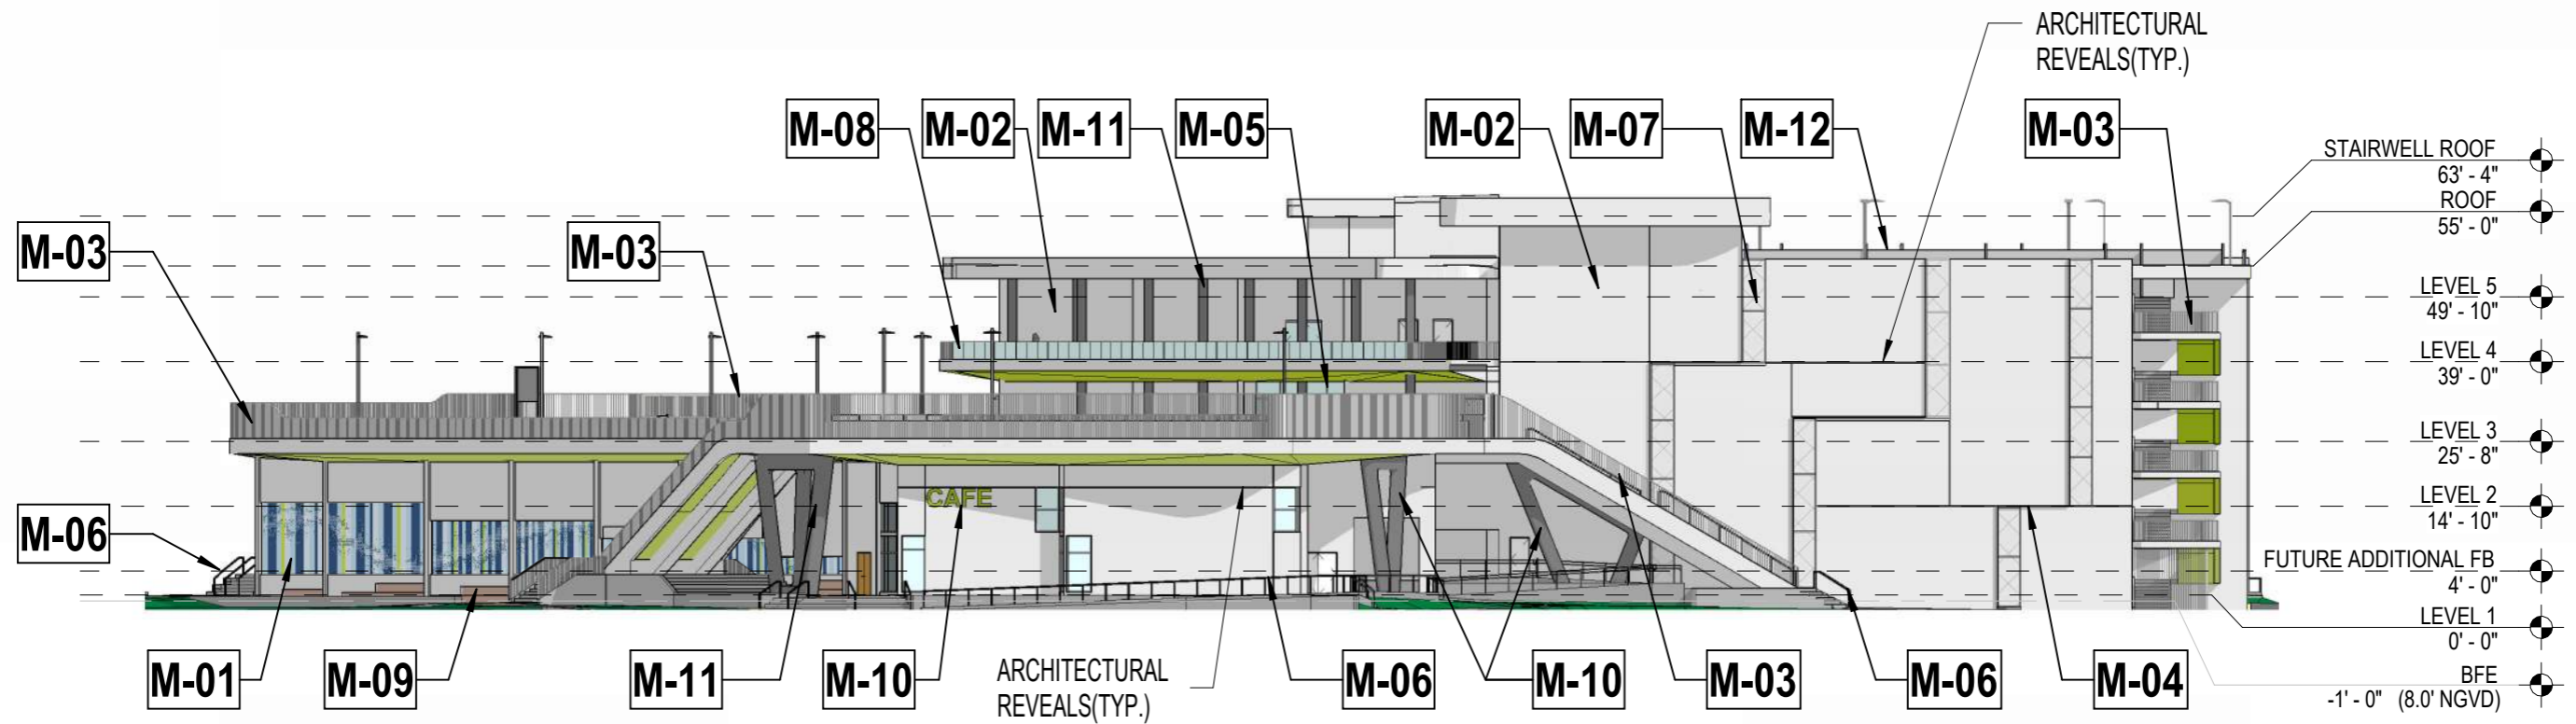 ARCHITECTURAL
REVEALS(TYP.)
M-08
M-02
M-11
M-05
M-02
M-07
M-12
M-03
STAIRWELL ROOF
63' - 4"
ROOF
55' - 0"
M-03
M-03
LEVEL 5
49' - 10"
LEVEL 4
39' - 0"
LEVEL 3
25' - 8"
CAFE
LEVEL 2
14' - 10"
M-06
FUTURE ADDITIONAL FB
4' - 0"
LEVEL 1
0' - 0"
M-01
M-09
M-11
M-10
ARCHITECTURAL
REVEALS(TYP.)
M-06
M-10
M-03
M-06
M-04
BFE
-1' - 0" (8.0' NGVD)